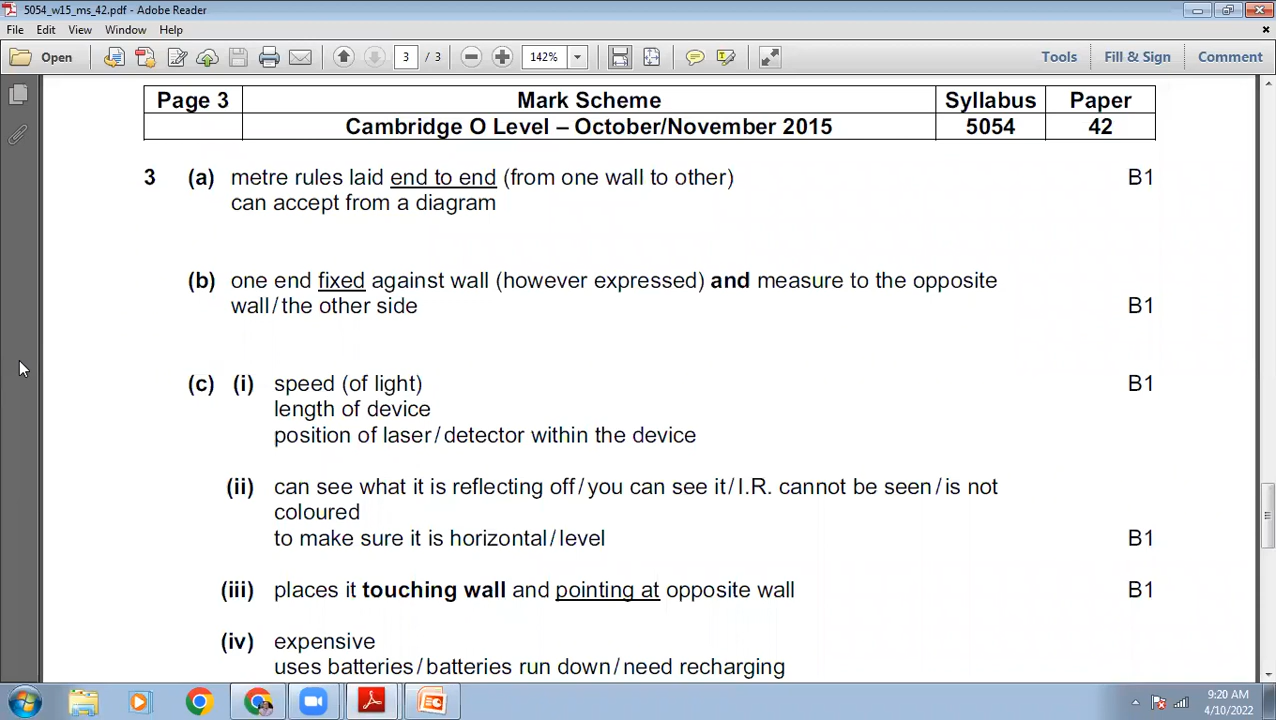 5054_w15_ms_42.pdf - Adobe Reader
File Edit View Window Help
Open 3 / 3 142% Tools Fill & Sign Comment
Page 3 Mark Scheme Syllabus Paper
Cambridge O Level – October/November 2015 5054 42
3 (a) metre rules laid end to end (from one wall to other) B1
can accept from a diagram
(b) one end fixed against wall (however expressed) and measure to the opposite
wall/the other side B1
(c) (i) speed (of light) B1
length of device
position of laser/detector within the device
(ii) can see what it is reflecting off/you can see it/I.R. cannot be seen/is not
coloured
to make sure it is horizontal/level B1
(iii) places it touching wall and pointing at opposite wall B1
(iv) expensive
uses batteries/batteries run down/need recharging
9:20 AM
4/10/2022